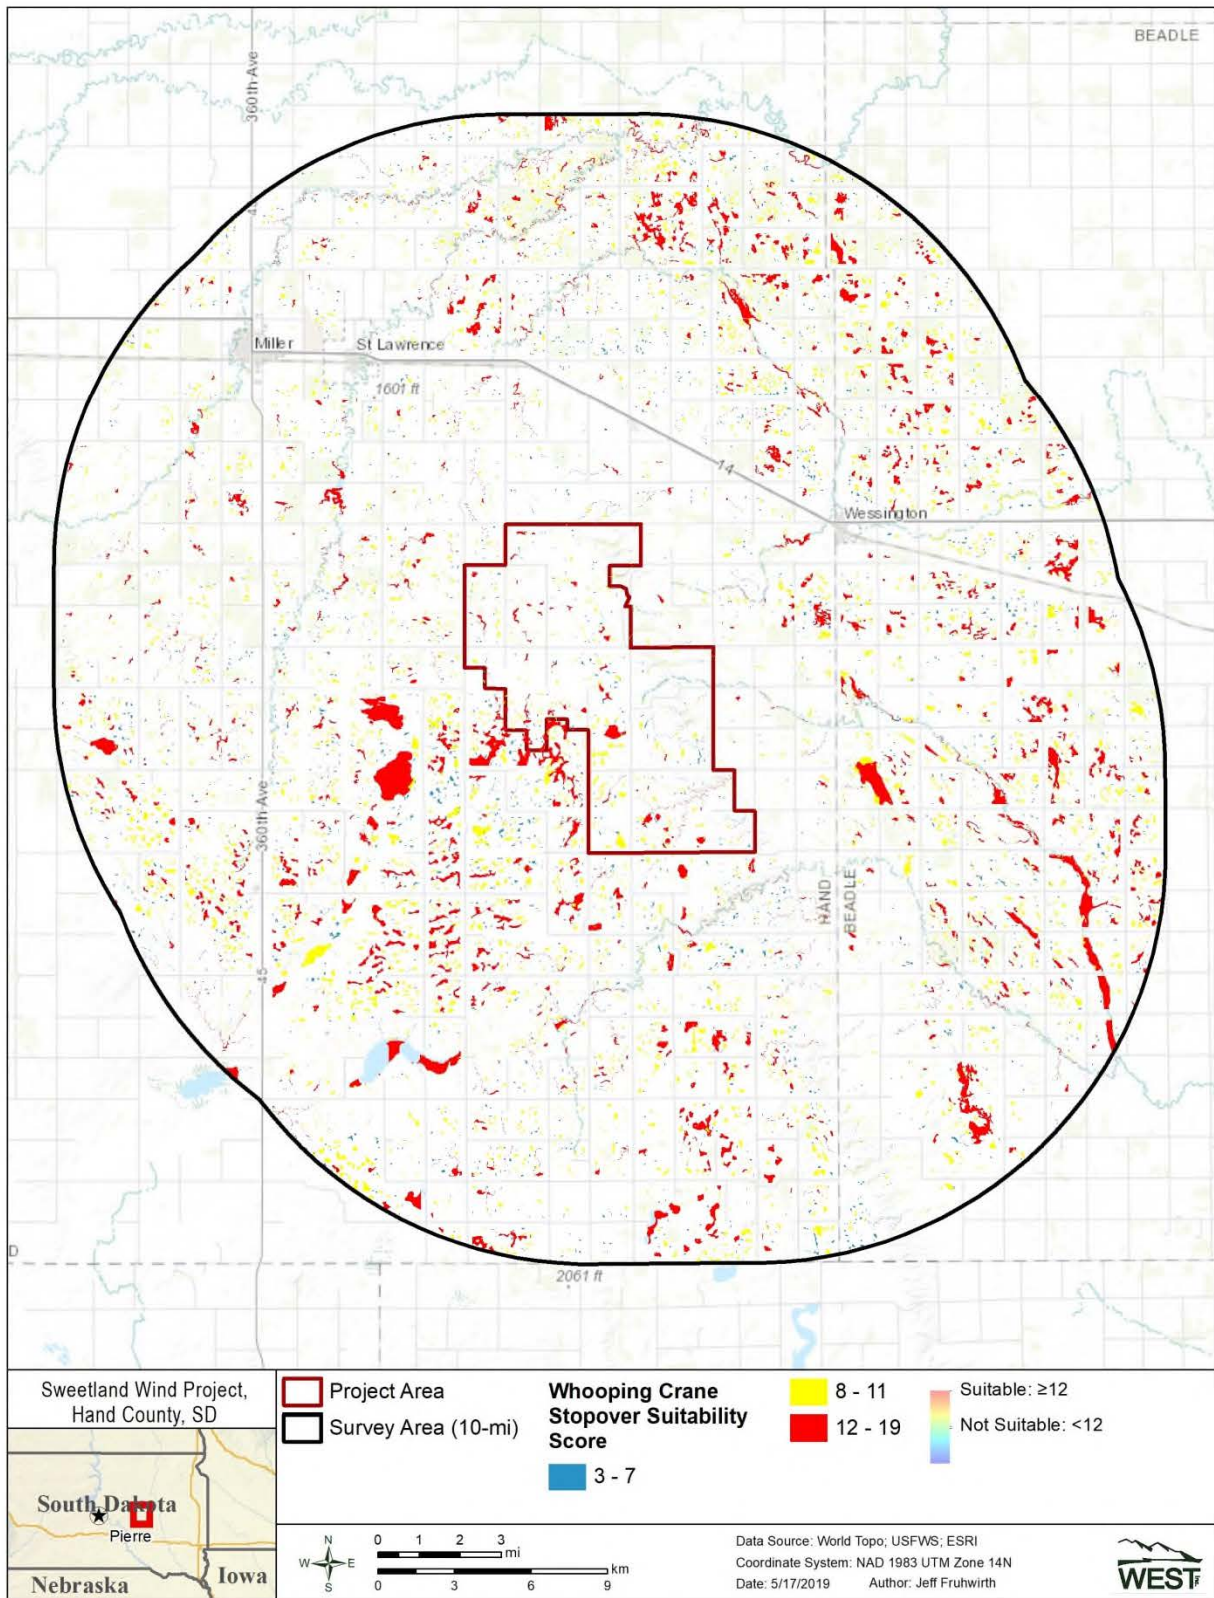 BEADLE
360th Ave
45
Miller
St Lawrence
1601 ft
14
Wessington
360th Ave
HAND
BEADLE
45
D
2061 ft
Sweetland Wind Project,
Hand County, SD
South Dakota
Pierre
Nebraska
Iowa
Project Area
Survey Area (10-mi)
Whooping Crane
Stopover Suitability
Score
3 - 7
8 - 11
12 - 19
Suitable: ≥12
Not Suitable: <12
N
W E
S
0 1 2 3
mi
km
0 3 6 9
Data Source: World Topo; USFWS; ESRI
Coordinate System: NAD 1983 UTM Zone 14N
Date: 5/17/2019 Author: Jeff Fruhwirth
WEST Inc.